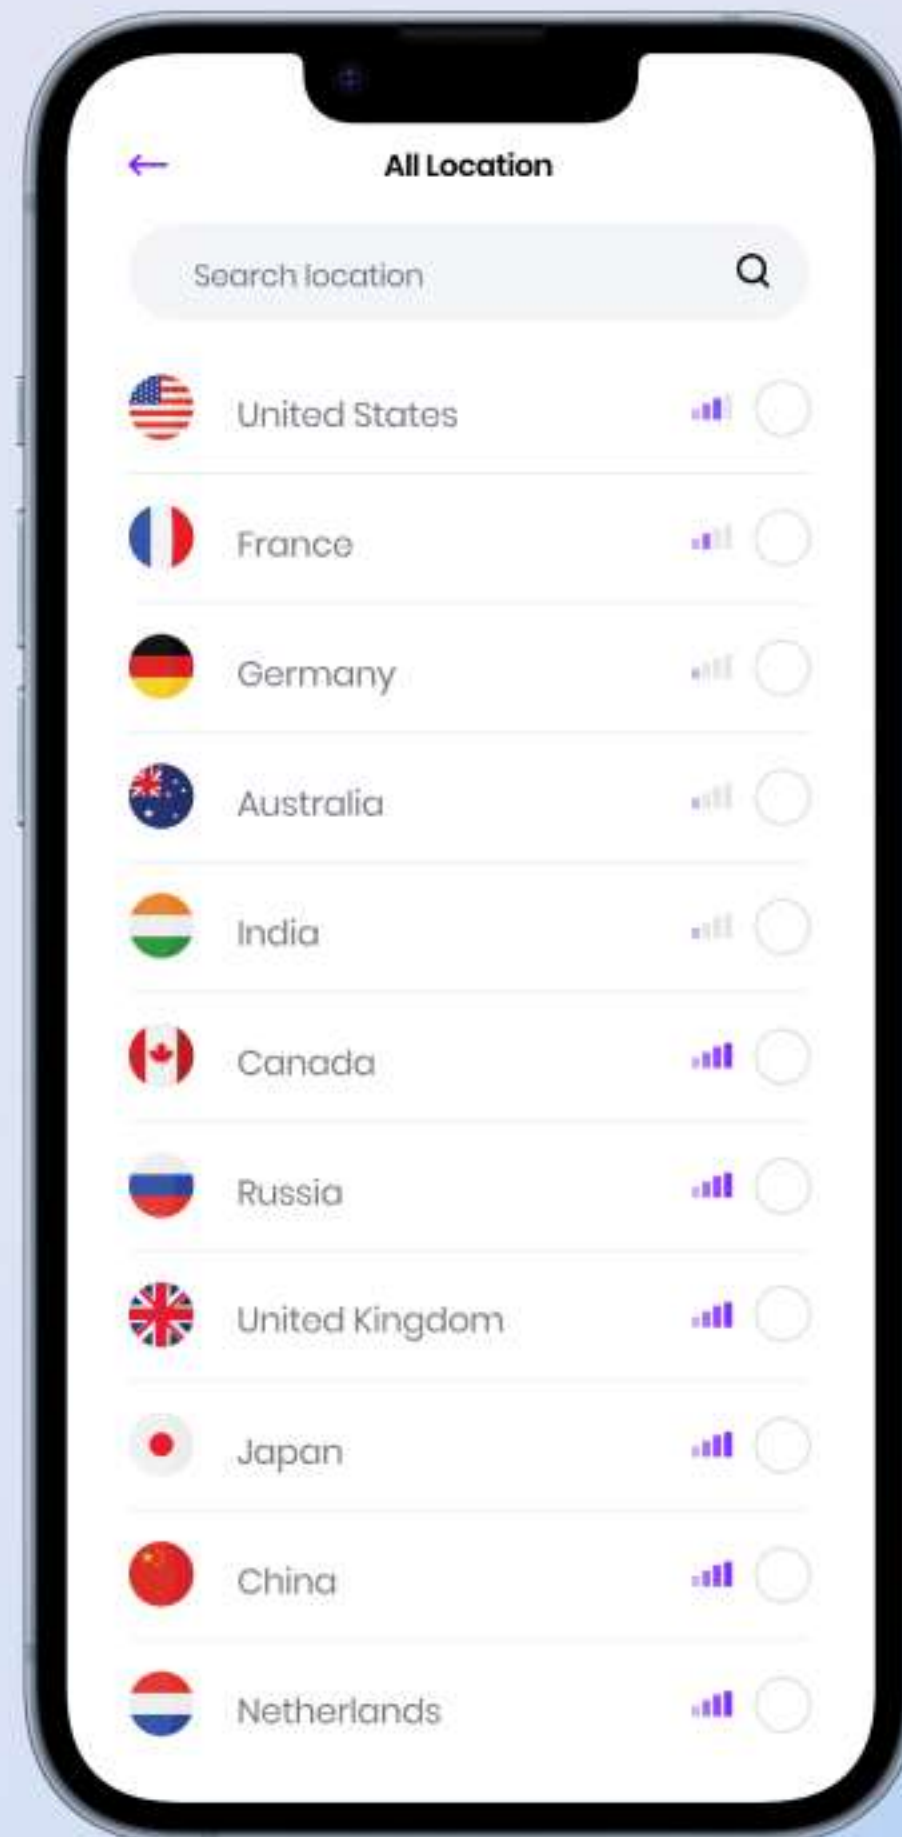 All Location
Search location
United States
France
Germany
Australia
India
Canada
Russia
United Kingdom
Japan
China
Netherlands